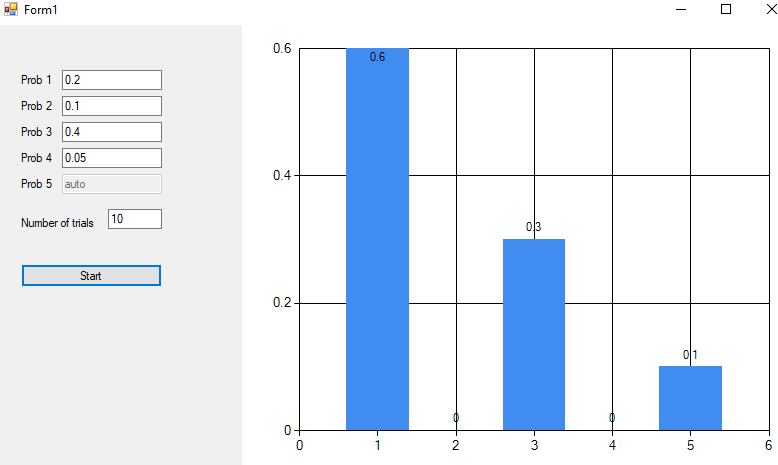 Form1
Prob 1 0.2
Prob 2 0.1
Prob 3 0.4
Prob 4 0.05
Prob 5 auto
Number of trials 10
Start
0.6
0.4
0.2
0
0.6
0
0.3
0
0.1
0 1 2 3 4 5 6